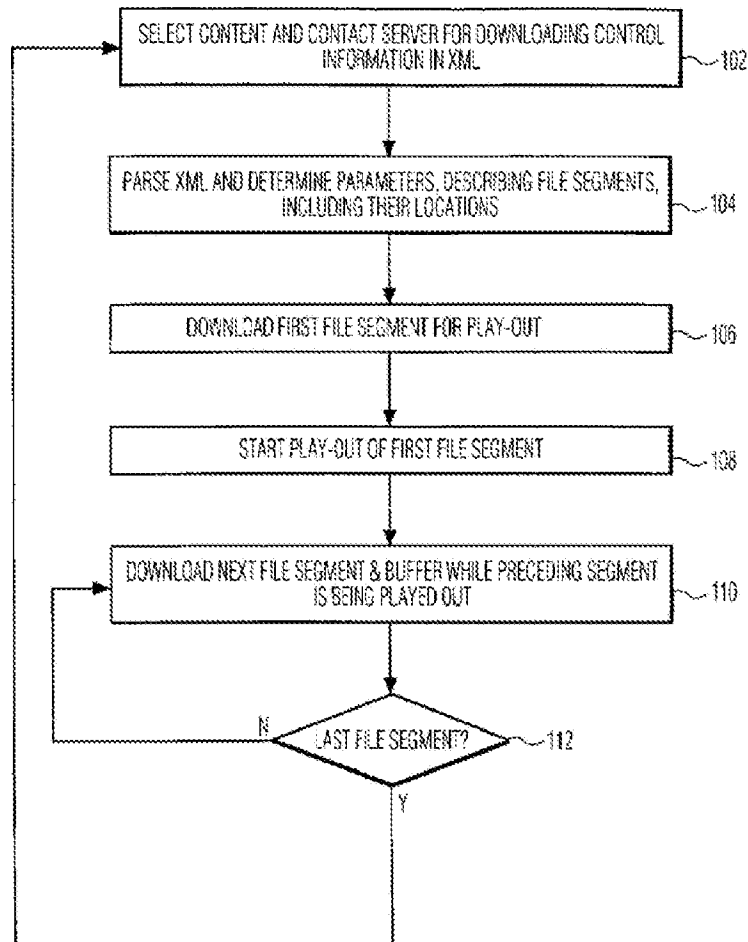 SELECT CONTENT AND CONTACT SERVER FOR DOWNLOADING CONTROL
INFORMATION IN XML
102
PARSE XML AND DETERMINE PARAMETERS, DESCRIBING FILE SEGMENTS,
INCLUDING THEIR LOCATIONS
104
DOWNLOAD FIRST FILE SEGMENT FOR PLAY-OUT
106
START PLAY-OUT OF FIRST FILE SEGMENT
108
DOWNLOAD NEXT FILE SEGMENT & BUFFER WHILE PRECEDING SEGMENT
IS BEING PLAYED OUT
110
N
LAST FILE SEGMENT?
112
Y